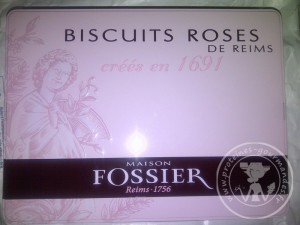 BISCUITS ROSES
DE REIMS
créés en 1691
MAISON
FOSSIER
Reims-1756